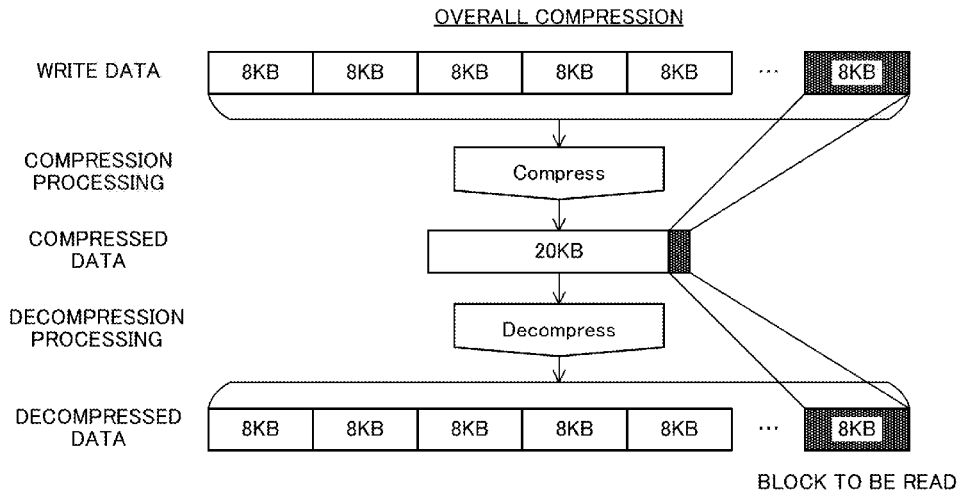 OVERALL COMPRESSION
WRITE DATA
8KB 8KB 8KB 8KB 8KB ... 8KB
COMPRESSION
PROCESSING
Compress
COMPRESSED
DATA
20KB
DECOMPRESSION
PROCESSING
Decompress
DECOMPRESSED
DATA
8KB 8KB 8KB 8KB 8KB ... 8KB
BLOCK TO BE READ